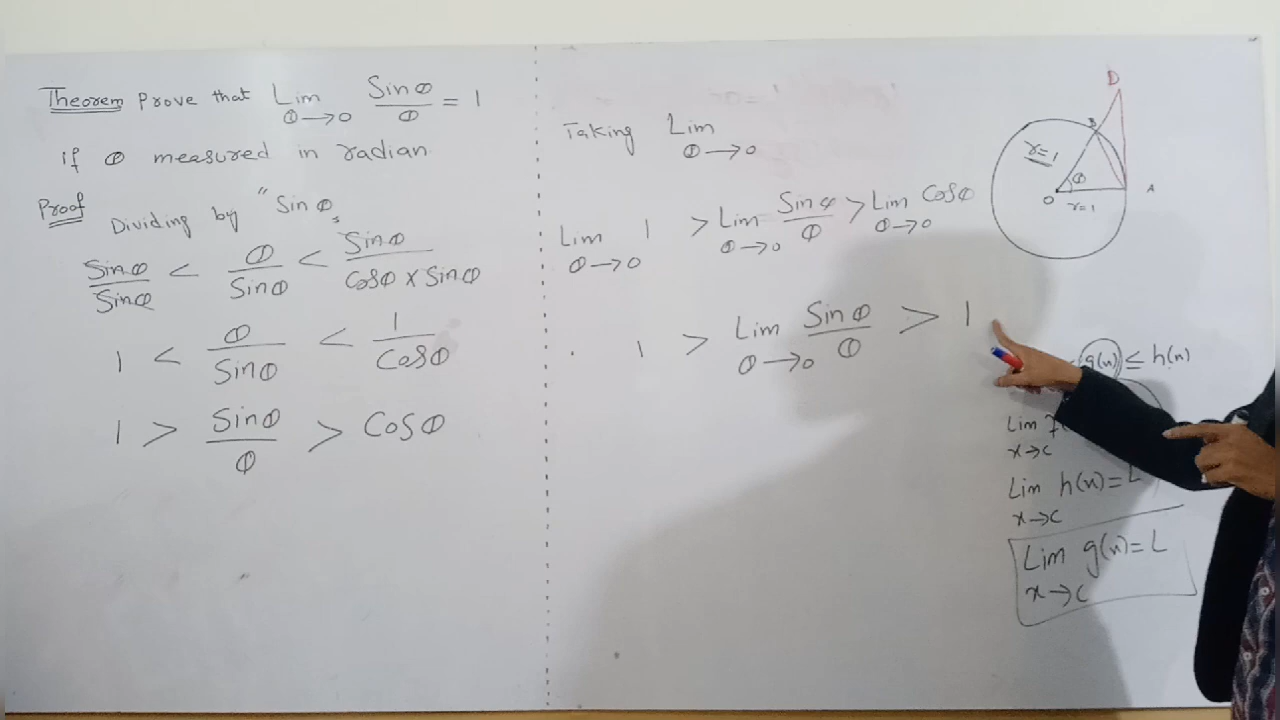 Theorem Prove that Lim θ→0 Sinθ/θ = 1
if θ measured in radian
Proof Dividing by "Sinθ"
Sinθ/Sinθ < θ/Sinθ < Sinθ/Cosθ × Sinθ
1 < θ/Sinθ < 1/Cosθ
1 > Sinθ/θ > Cosθ
Taking Lim θ→0
Lim θ→0 1 > Lim θ→0 Sinθ/θ > Lim θ→0 Cosθ
1 > Lim θ→0 Sinθ/θ > 1
D
B
r=1
θ
O
r=1
A
g(x) ≤ h(x)
Lim x→c f
Lim x→c h(x) = L
Lim x→c g(x) = L